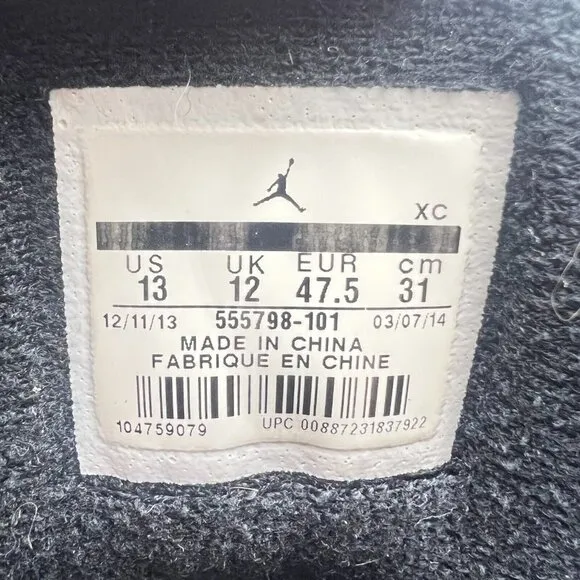 XC
US UK EUR cm
13 12 47.5 31
12/11/13 555798-101 03/07/14
MADE IN CHINA
FABRIQUE EN CHINE
104759079 UPC 00887231837922